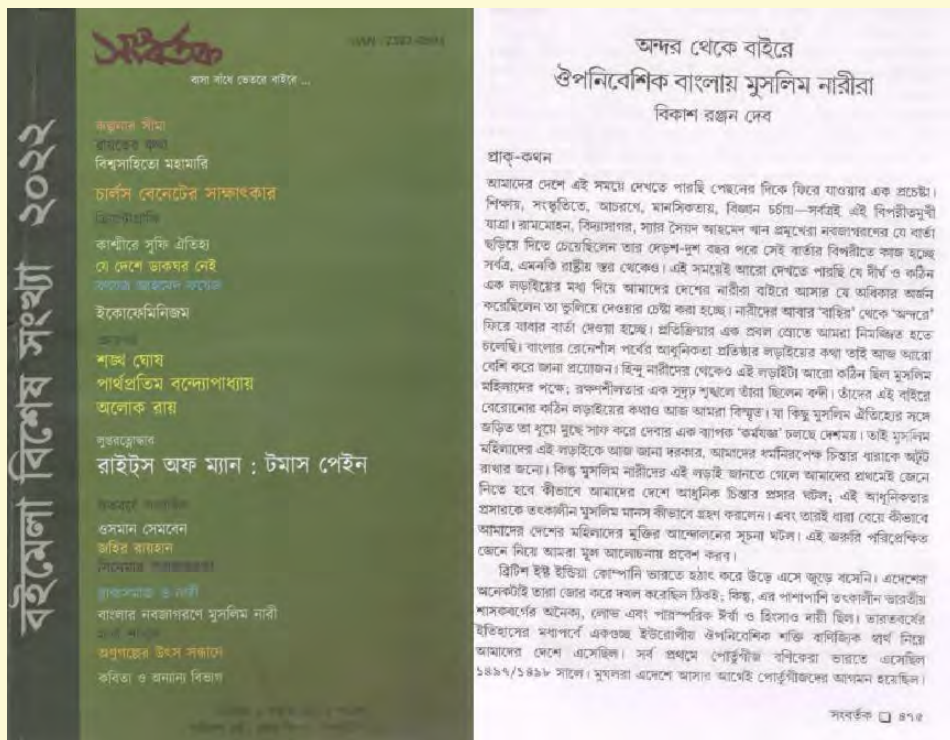 বইমেলা বিশেষ সংখ্যা ২০২২
সংবর্তক
বাসা বাঁধে ভেতরে বাইরে ...
কল্পনার সীমা
রায়তের কথা
বিশ্বসাহিত্যে মহামারি
চার্লস বেনেটের সাক্ষাৎকার
কাশ্মীরে সুফি ঐতিহ্য
যে দেশে ডাকঘর নেই
ফয়েজ আহমেদ ফয়েজ
ইকোফেমিনিজম
শঙ্খ ঘোষ
পার্থপ্রতিম বন্দ্যোপাধ্যায়
অলোক রায়
লুপ্তরত্নোদ্ধার
রাইট্‌স অফ ম্যান : টমাস পেইন
ওসমান সেমবেন
জহির রায়হান
সিনেমার
ব্রাহ্মসমাজ ও নারী
বাংলার নবজাগরণে মুসলিম নারী
অণুগল্পের উৎস সন্ধানে
কবিতা ও অন্যান্য বিভাগ
অন্দর থেকে বাইরে
ঔপনিবেশিক বাংলায় মুসলিম নারীরা
বিকাশ রঞ্জন দেব
প্রাক্-কথন
আমাদের দেশে এই সময়ে দেখতে পারছি পেছনের দিকে ফিরে যাওয়ার এক প্রচেষ্টা।
শিক্ষায়, সংস্কৃতিতে, আচরণে, মানসিকতায়, বিজ্ঞান চর্চায়—সর্বত্রই এই বিপরীতমুখী
যাত্রা। রামমোহন, বিদ্যাসাগর, স্যার সৈয়দ আহমেদ খান প্রমুখেরা নবজাগরণের যে বার্তা
ছড়িয়ে দিতে চেয়েছিলেন তার দেড়শ-দুশ বছর পরে সেই বার্তার বিপরীতে কাজ হচ্ছে
সর্বত্র, এমনকি রাষ্ট্রীয় স্তর থেকেও। এই সময়েই আরো দেখতে পারছি যে দীর্ঘ ও কঠিন
এক লড়াইয়ের মধ্য দিয়ে আমাদের দেশের নারীরা বাইরে আসার যে অধিকার অর্জন
করেছিলেন তা ভুলিয়ে দেওয়ার চেষ্টা করা হচ্ছে। নারীদের আবার ‘বাহির’ থেকে ‘অন্দরে’
ফিরে যাবার বার্তা দেওয়া হচ্ছে। প্রতিক্রিয়ার এক প্রবল স্রোতে আমরা নিমজ্জিত হতে
চলেছি। বাংলার রেনেশাঁস পর্বের আধুনিকতা প্রতিষ্ঠার লড়াইয়ের কথা তাই আজ আরো
বেশি করে জানা প্রয়োজন। হিন্দু নারীদের থেকেও এই লড়াইটা আরো কঠিন ছিল মুসলিম
মহিলাদের পক্ষে; রক্ষণশীলতার এক সুদৃঢ় শৃঙ্খলে তাঁরা ছিলেন বন্দী। তাঁদের এই বাইরে
বেরোনোর কঠিন লড়াইয়ের কথাও আজ আমরা বিস্মৃত। যা কিছু মুসলিম ঐতিহ্যের সঙ্গে
জড়িত তা ধুয়ে মুছে সাফ করে দেবার এক ব্যাপক ‘কর্মযজ্ঞ’ চলছে দেশময়। তাই মুসলিম
মহিলাদের এই লড়াইকে আজ জানা দরকার, আমাদের ধর্মনিরপেক্ষ চিন্তার ধারাকে অটুট
রাখার জন্যে। কিন্তু মুসলিম নারীদের এই লড়াই জানতে গেলে আমাদের প্রথমেই জেনে
নিতে হবে কীভাবে আমাদের দেশে আধুনিক চিন্তার প্রসার ঘটল; এই আধুনিকতার
প্রসারকে তৎকালীন মুসলিম মানস কীভাবে গ্রহণ করলেন। এবং তারই ধারা বেয়ে কীভাবে
আমাদের দেশের মহিলাদের মুক্তির আন্দোলনের সূচনা ঘটল। এই জরুরি পরিপ্রেক্ষিত
জেনে নিয়ে আমরা মূল আলোচনায় প্রবেশ করব।
ব্রিটিশ ইস্ট ইন্ডিয়া কোম্পানি ভারতে হঠাৎ করে উড়ে এসে জুড়ে বসেনি। এদেশের
অনেকটাই তারা জোর করে দখল করেছিল ঠিকই; কিন্তু, এর পাশাপাশি তৎকালীন ভারতীয়
শাসকবর্গের অনৈক্য, লোভ এবং পারস্পরিক ঈর্ষা ও হিংসাও দায়ী ছিল। ভারতবর্ষের
ইতিহাসের মধ্যপর্বে একগুচ্ছ ইউরোপীয় ঔপনিবেশিক শক্তি বাণিজ্যিক স্বার্থ নিয়ে
আমাদের দেশে এসেছিল। সর্ব প্রথমে পোর্তুগীজ বণিকেরা ভারতে এসেছিল
১৪৯৭/১৪৯৮ সালে। মুঘলরা এদেশে আসার আগেই পোর্তুগীজদের আগমন হয়েছিল।
সংবর্তক ❑ ৪৭৫